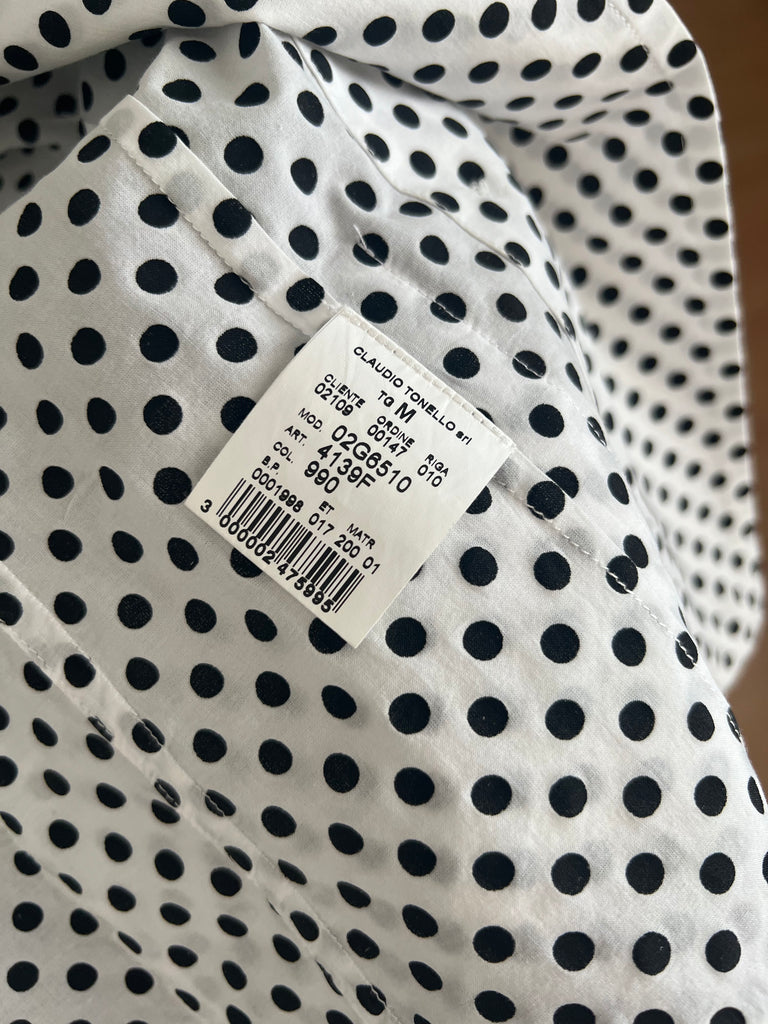 CLAUDIO TONELLO srl
TG M
CLIENTE ORDINE RIGA
02109 00147 010
MOD. 02G6510
ART. 4139F
COL. 990
B.P. ET MATR
0001998 017 200 01
3 000002 475995